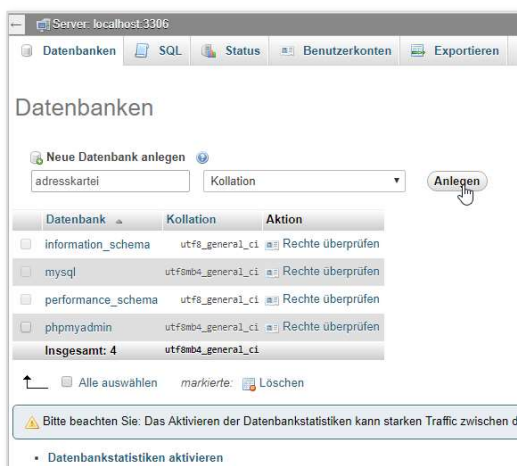 Server: localhost:3306
Datenbanken SQL Status Benutzerkonten Exportieren
Datenbanken
Neue Datenbank anlegen
adresskartei Kollation Anlegen
Datenbank Kollation Aktion
information_schema utf8_general_ci Rechte überprüfen
mysql utf8mb4_general_ci Rechte überprüfen
performance_schema utf8_general_ci Rechte überprüfen
phpmyadmin utf8mb4_general_ci Rechte überprüfen
Insgesamt: 4 utf8mb4_general_ci
Alle auswählen markierte: Löschen
Bitte beachten Sie: Das Aktivieren der Datenbankstatistiken kann starken Traffic zwischen d
• Datenbankstatistiken aktivieren